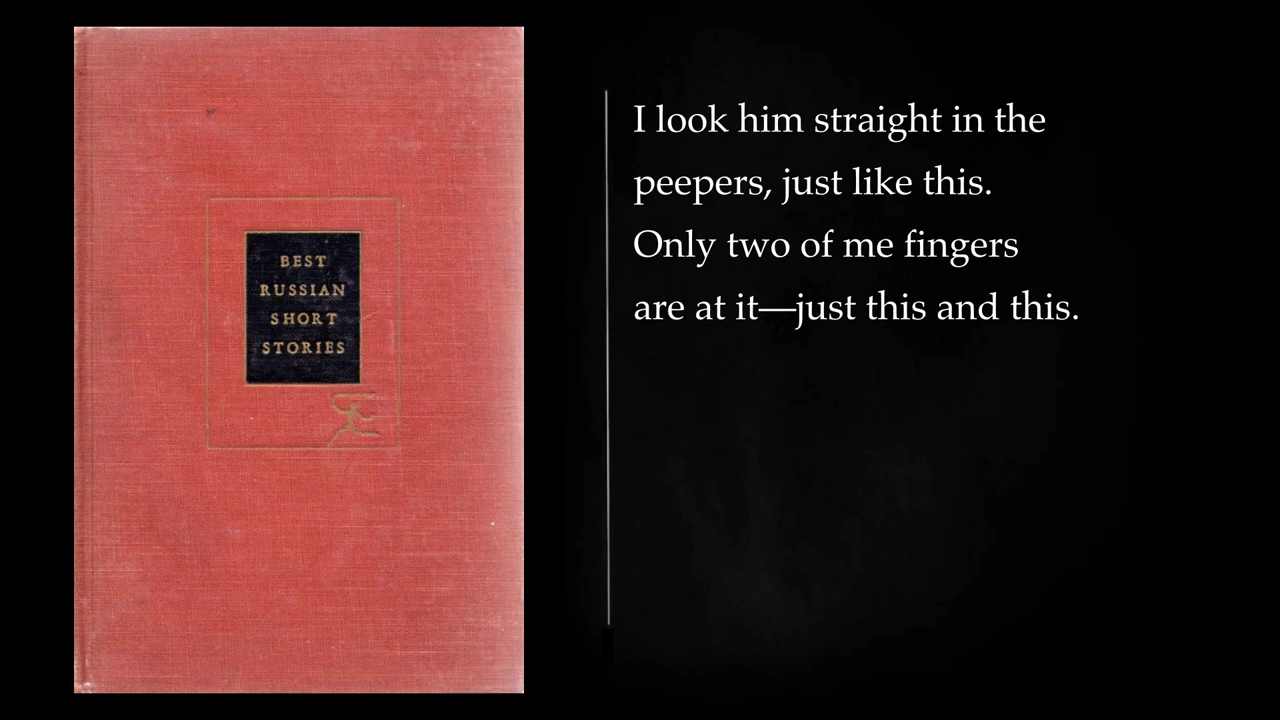 BEST
RUSSIAN
SHORT
STORIES
I look him straight in the
peepers, just like this.
Only two of me fingers
are at it—just this and this.